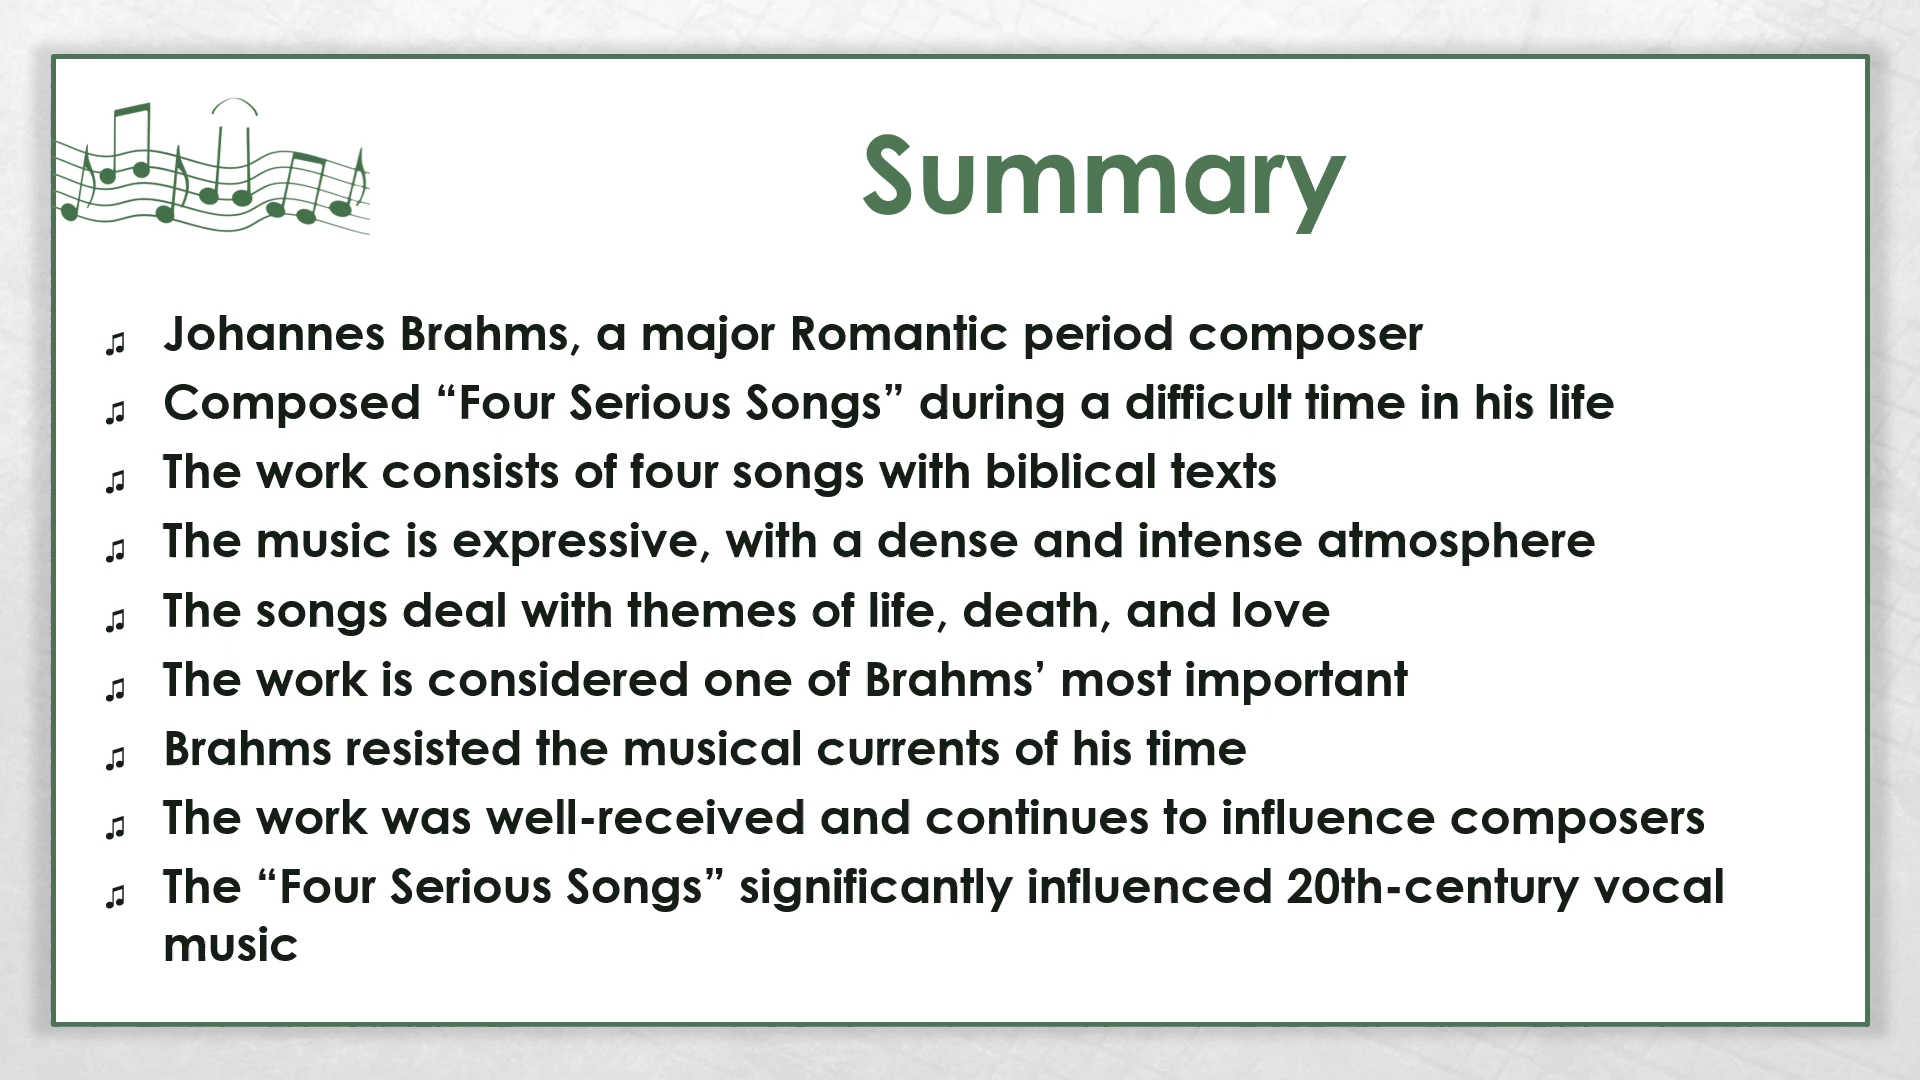 Summary
♫ Johannes Brahms, a major Romantic period composer
♫ Composed “Four Serious Songs” during a difficult time in his life
♫ The work consists of four songs with biblical texts
♫ The music is expressive, with a dense and intense atmosphere
♫ The songs deal with themes of life, death, and love
♫ The work is considered one of Brahms’ most important
♫ Brahms resisted the musical currents of his time
♫ The work was well-received and continues to influence composers
♫ The “Four Serious Songs” significantly influenced 20th-century vocal
music